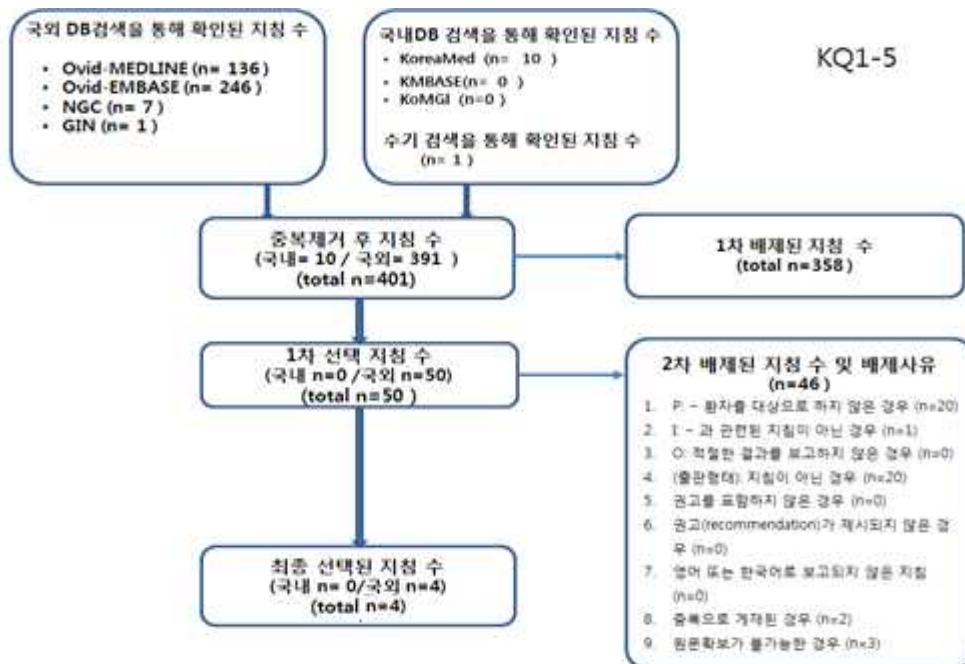 국외 DB검색을 통해 확인된 지침 수
• Ovid-MEDLINE (n= 136)
• Ovid-EMBASE (n= 246)
• NGC (n= 7 )
• GIN (n= 1 )
국내DB 검색을 통해 확인된 지침 수
• KoreaMed (n= 10 )
• KMBASE(n= 0 )
• KoMGI (n=0 )
수기 검색을 통해 확인된 지침 수
(n= 1 )
KQ1-5
중복제거 후 지침 수
(국내= 10 / 국외= 391 )
(total n=401)
1차 배제된 지침 수
(total n=358)
1차 선택 지침 수
(국내 n=0 /국외 n=50)
(total n=50 )
2차 배제된 지침 수 및 배제사유
(n=46)
1. P: – 환자를 대상으로 하지 않은 경우 (n=20)
2. I: – 과 관련된 지침이 아닌 경우 (n=1)
3. O: 적절한 결과를 보고하지 않은 경우 (n=0)
4. (출판형태) 지침이 아닌 경우 (n=20)
5. 권고를 포함하지 않은 경우 (n=0)
6. 권고(recommendation)가 제시되지 않은 경
우 (n=0)
7. 영어 또는 한국어로 보고되지 않은 지침
(n=0)
8. 중복으로 게재된 경우 (n=2)
9. 원문확보가 불가능한 경우 (n=3)
최종 선택된 지침 수
(국내 n= 0/국외 n=4)
(total n=4)